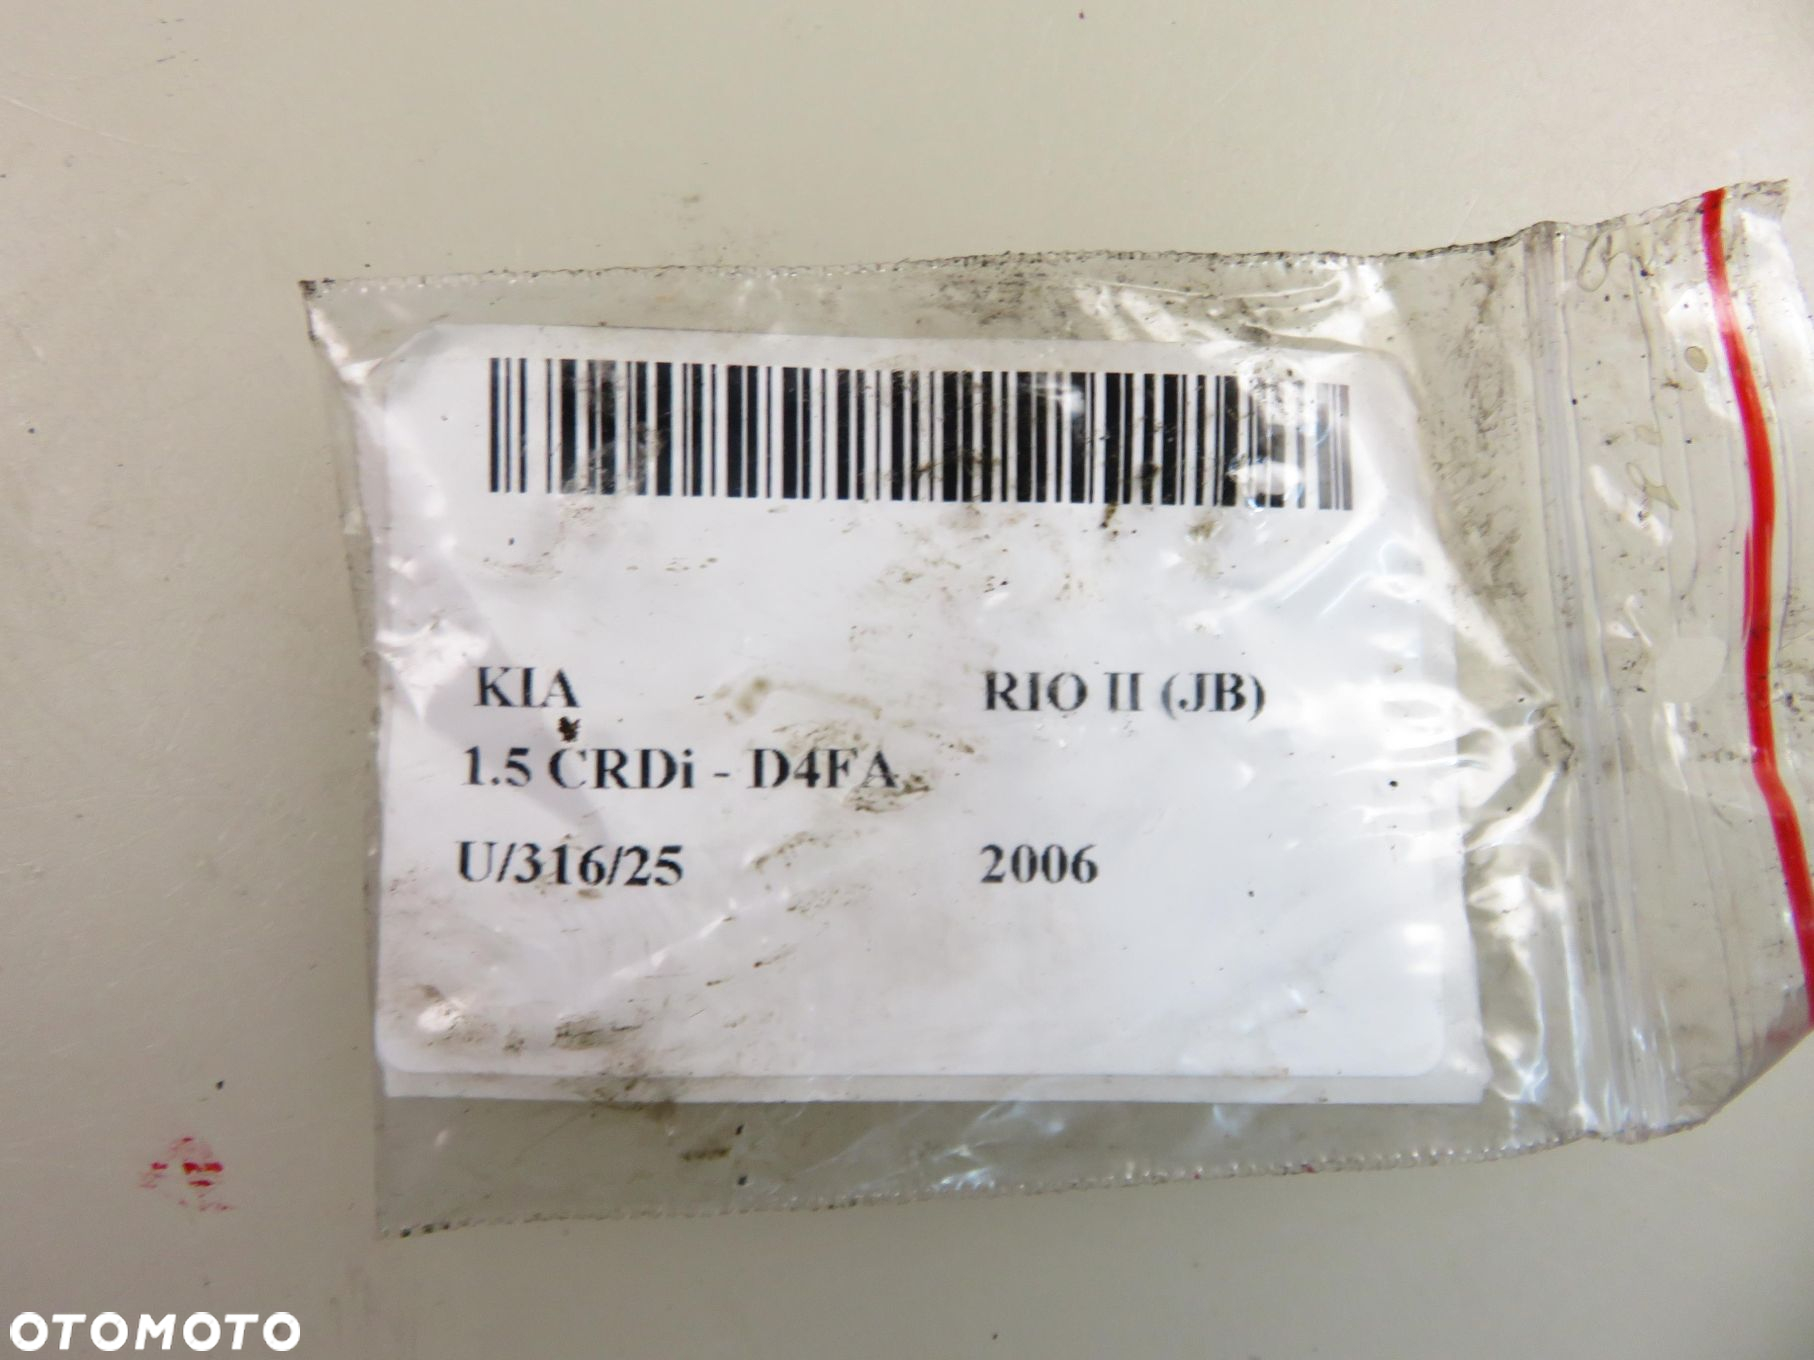 KIA RIO II (JB)
1.5 CRDi - D4FA
U/316/25 2006
OTOMOTO